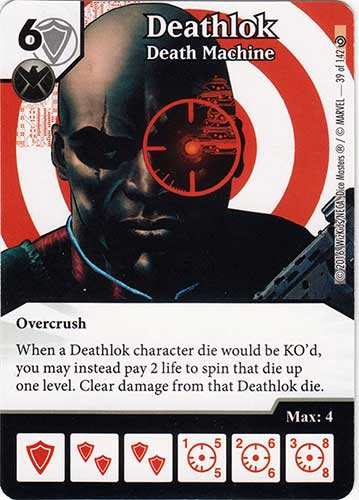 6
Deathlok
Death Machine
© 2016 WizKids/NECA Dice Masters ® / © MARVEL — 39 of 142
Overcrush
When a Deathlok character die would be KO'd,
you may instead pay 2 life to spin that die up
one level. Clear damage from that Deathlok die.
Max: 4
1 5 5
2 6 6
3 8 8